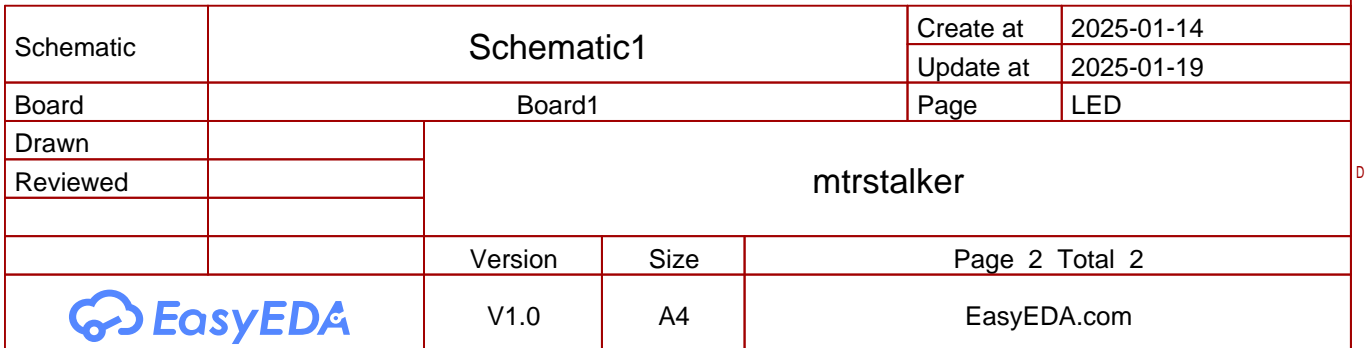 Schematic Schematic1 Create at 2025-01-14
Update at 2025-01-19
Board Board1 Page LED
Drawn
Reviewed mtrstalker D
Version Size Page 2 Total 2
EasyEDA V1.0 A4 EasyEDA.com